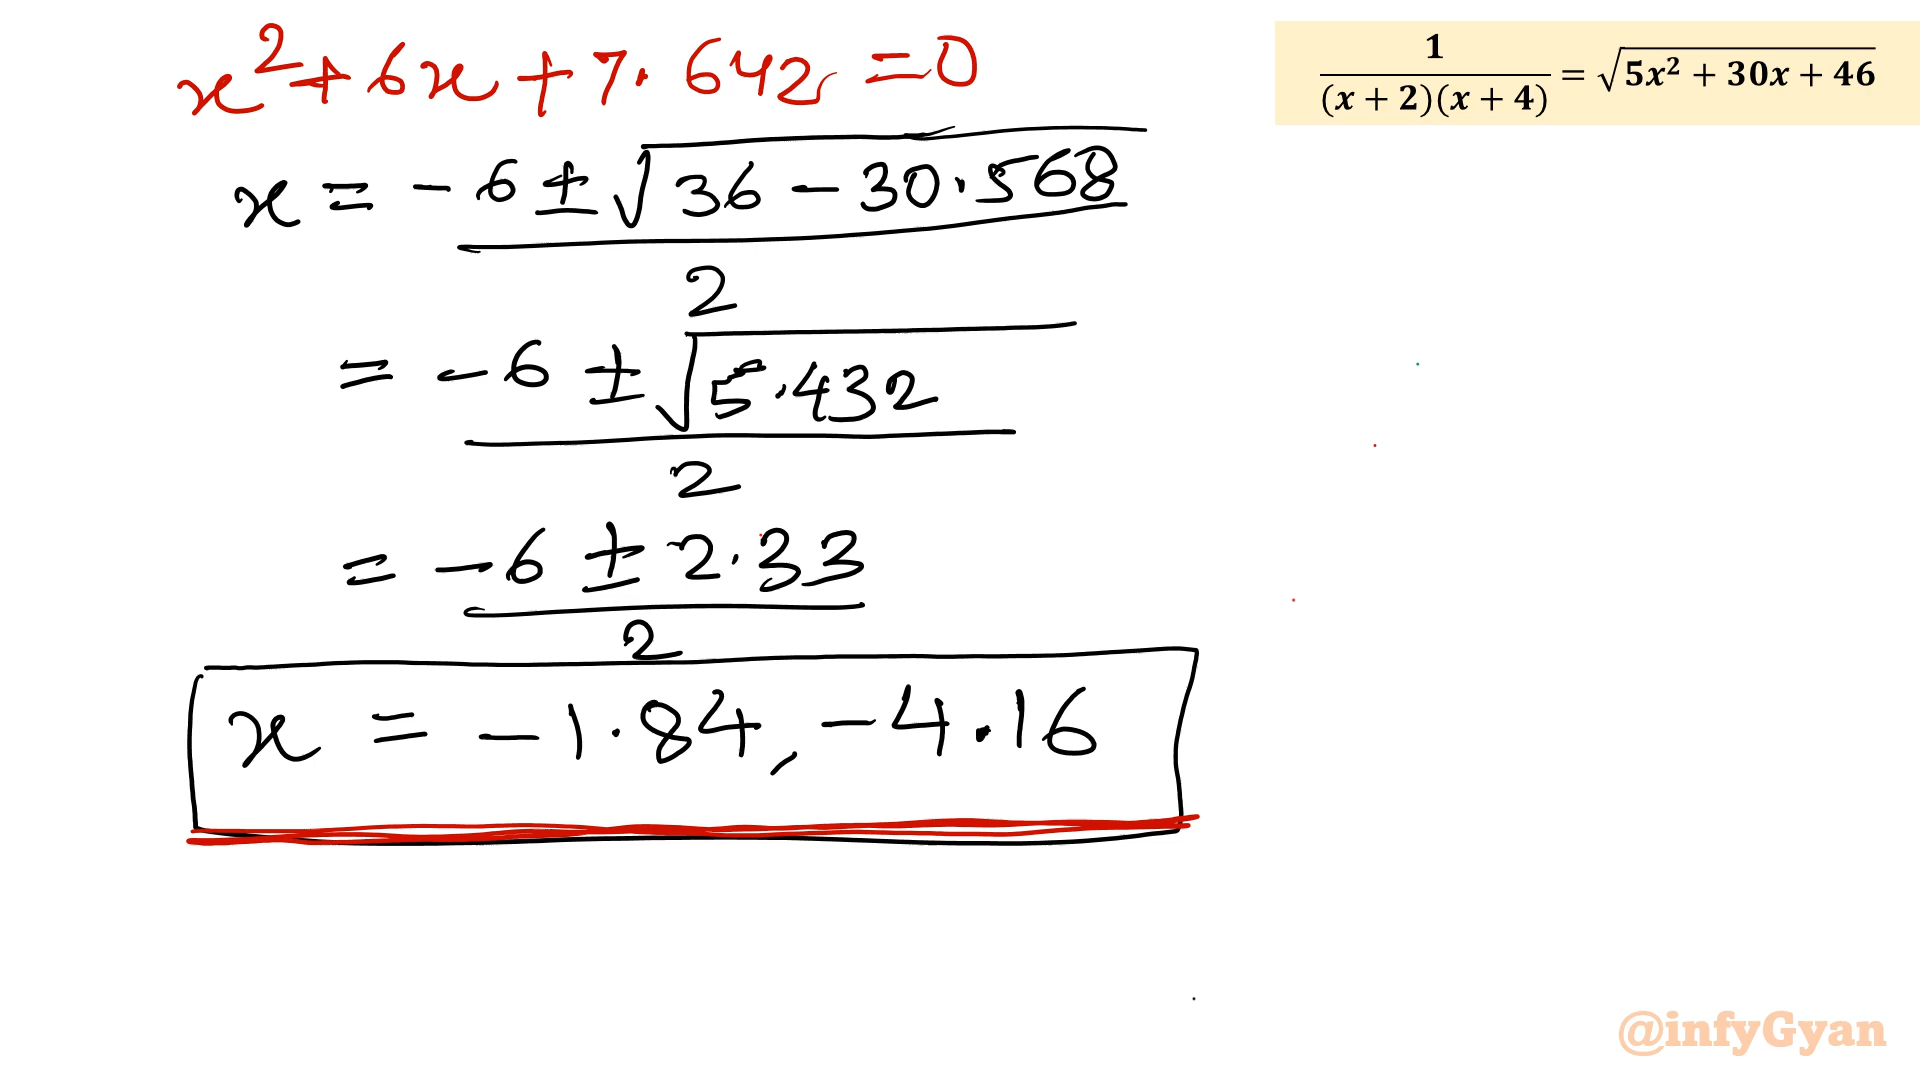 x² + 6x + 7.642 = 0
1/((x + 2)(x + 4)) = √(5x² + 30x + 46)
x = (-6 ± √(36 - 30.568))/2
= (-6 ± √5.432)/2
= (-6 ± 2.33)/2
x = -1.84, -4.16
@infyGyan